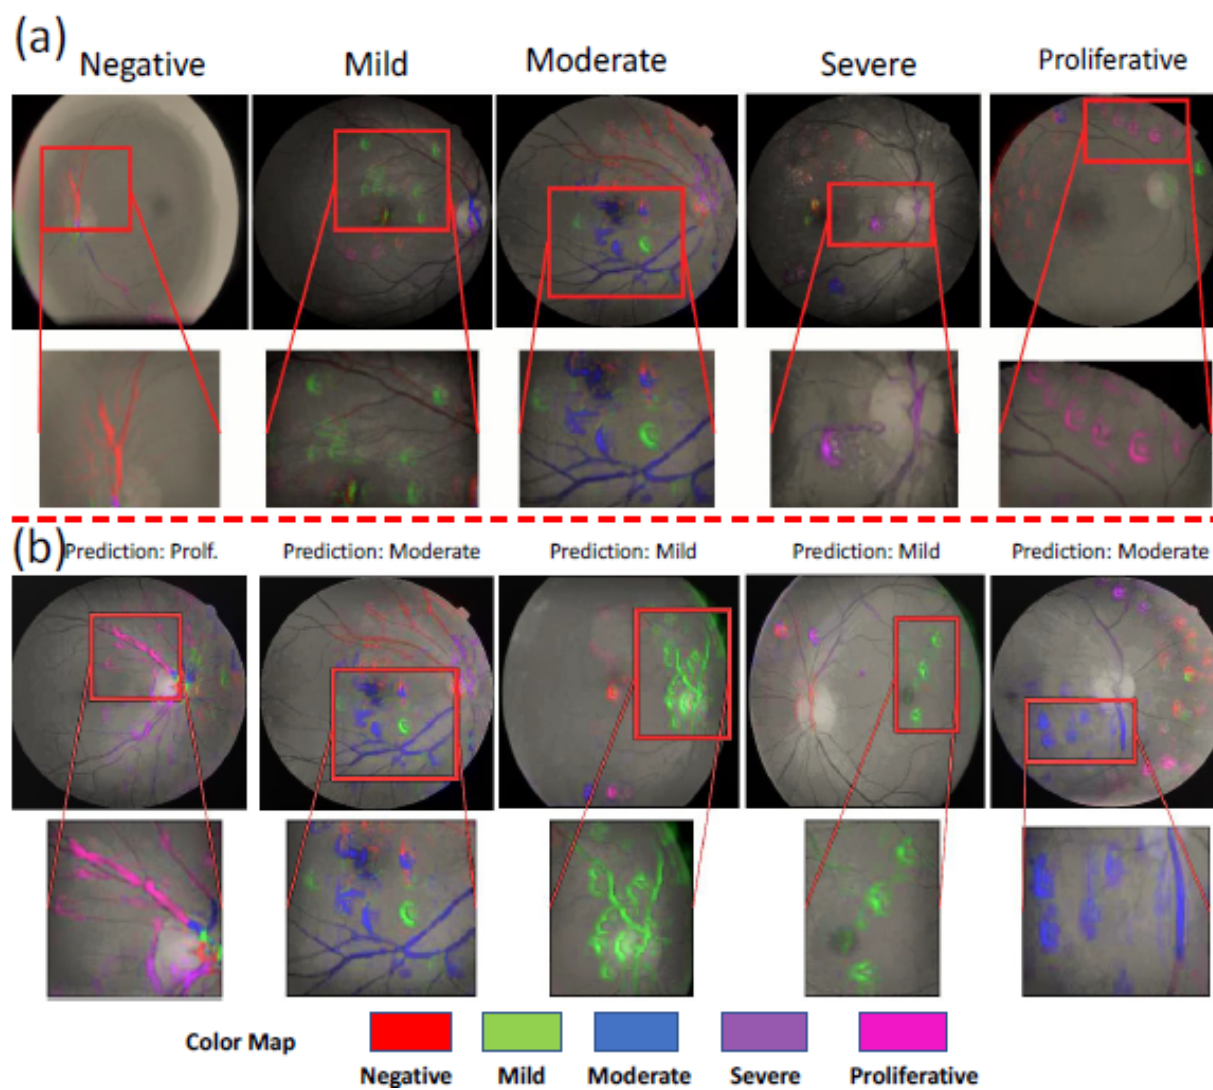 (a)
Negative Mild Moderate Severe Proliferative
(b)
Prediction: Prolf. Prediction: Moderate Prediction: Mild Prediction: Mild Prediction: Moderate
Color Map
Negative Mild Moderate Severe Proliferative